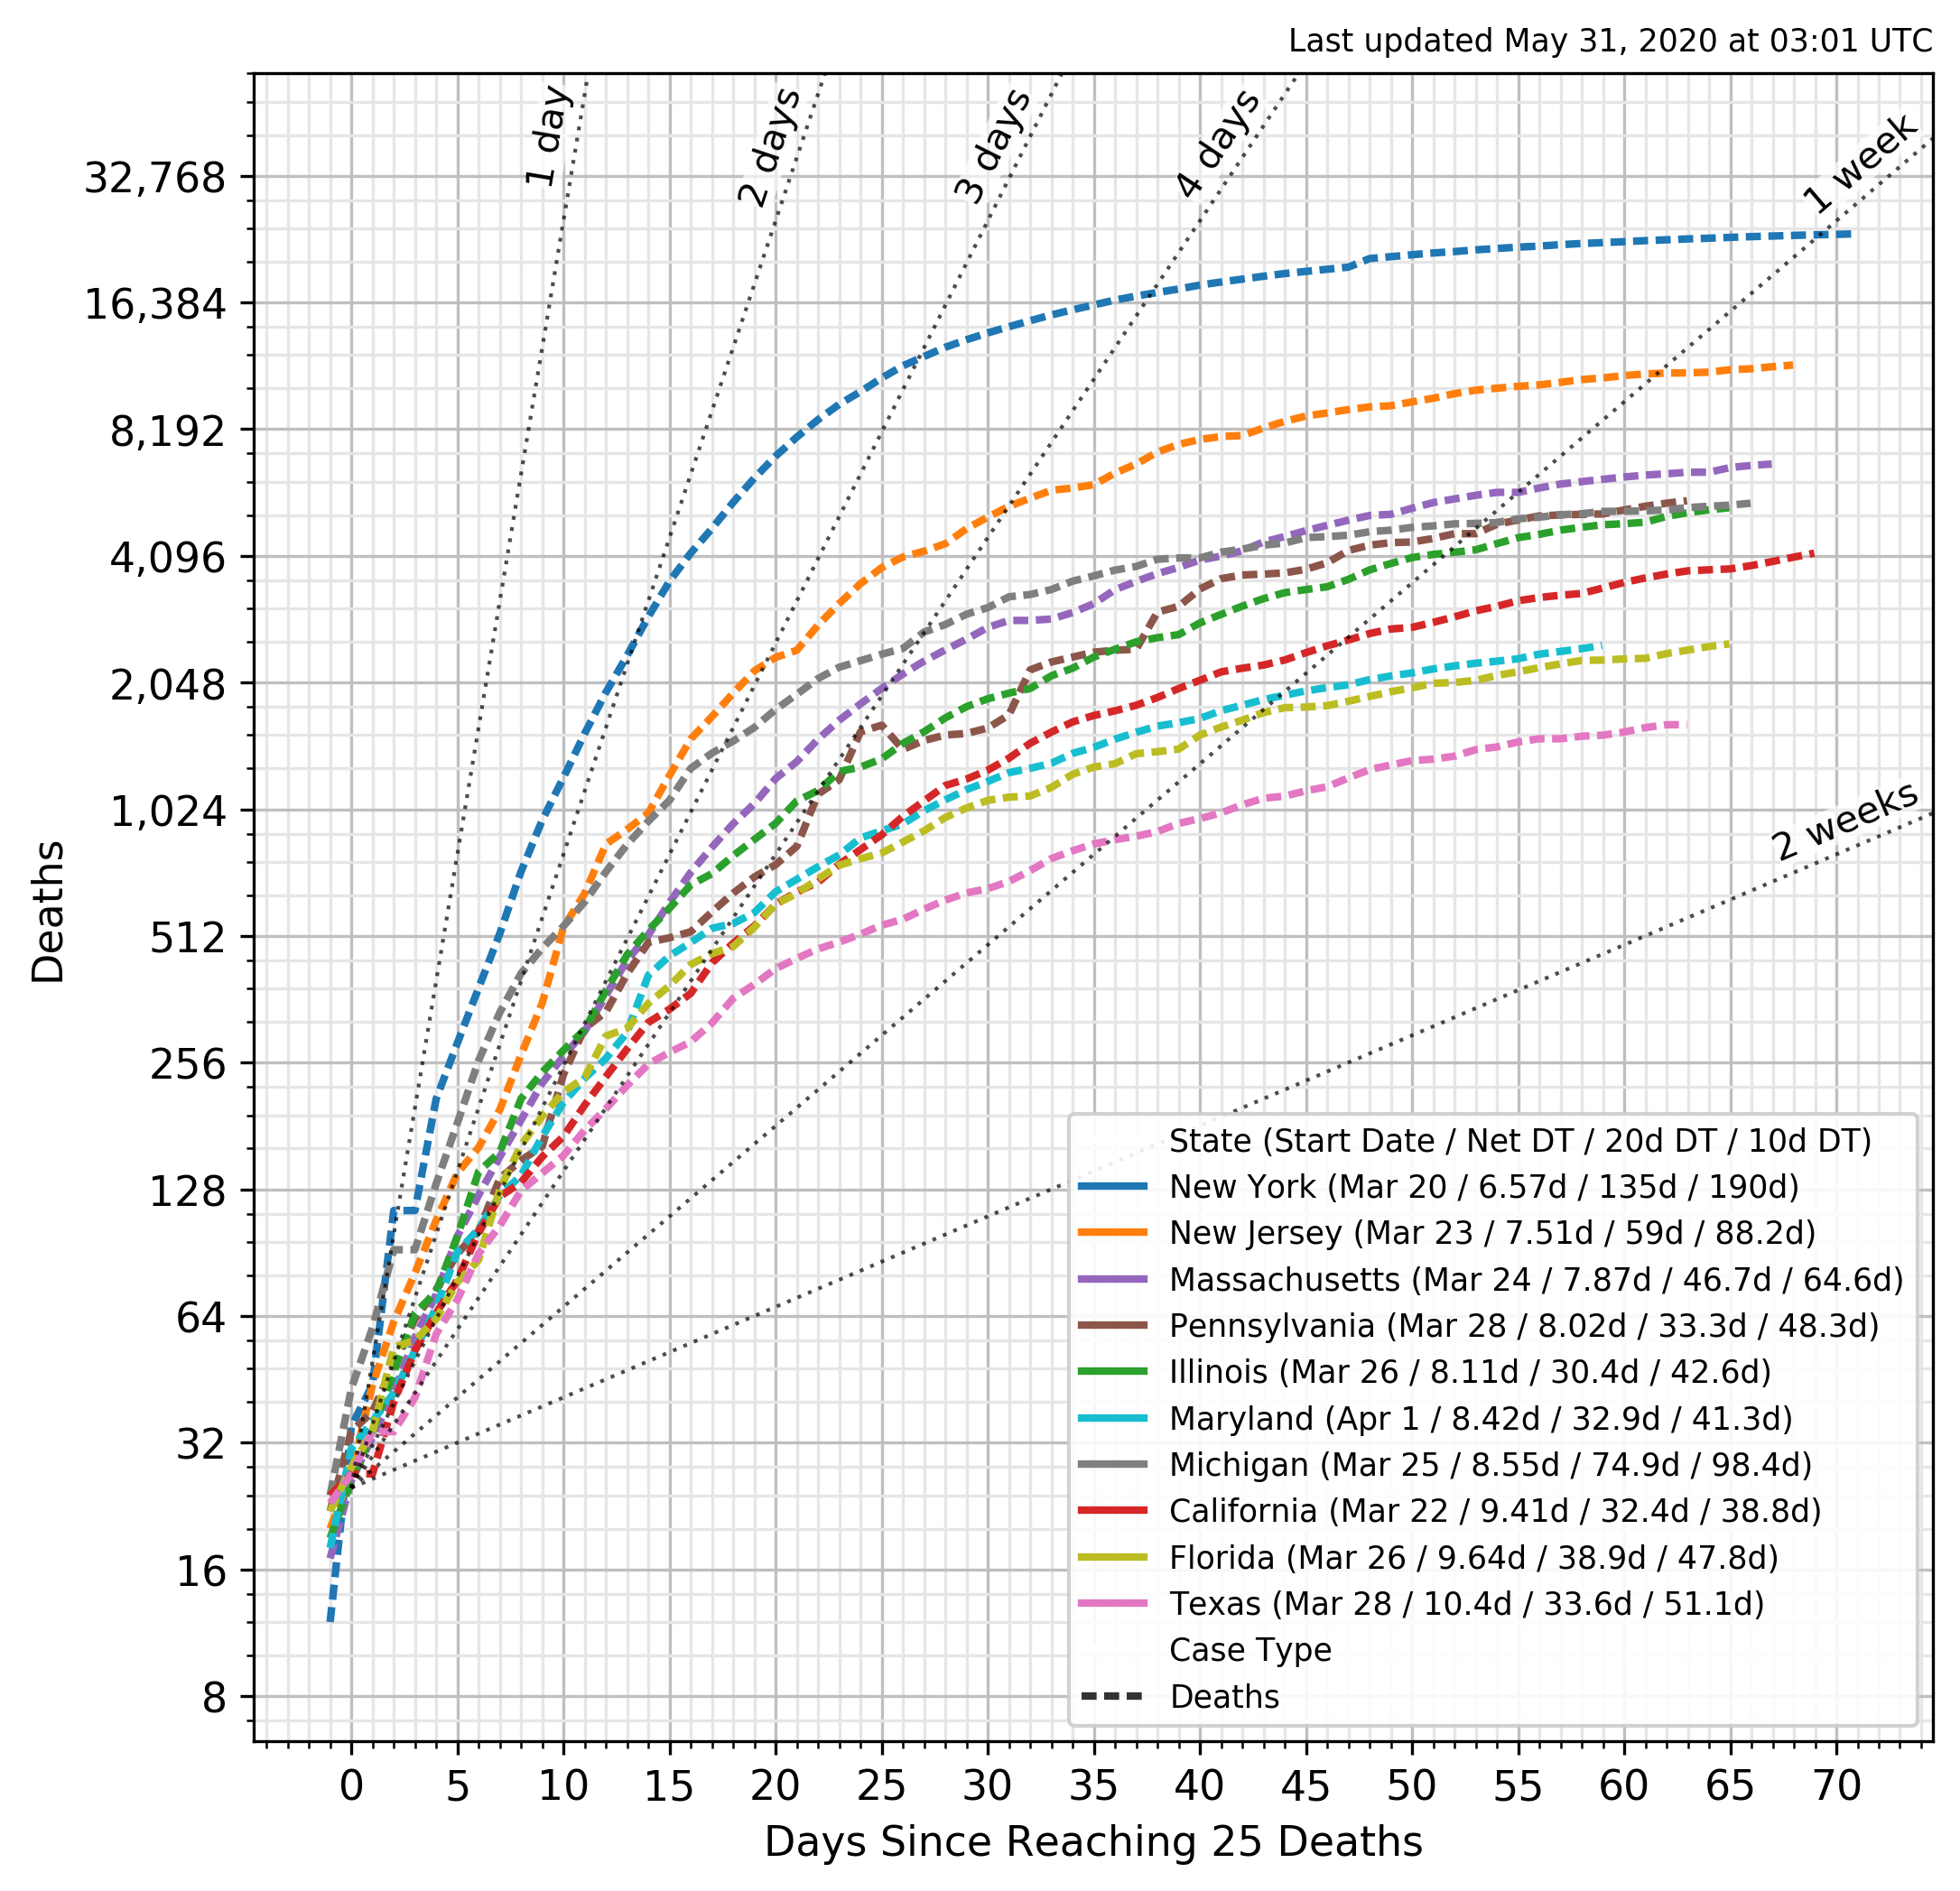 Last updated May 31, 2020 at 03:01 UTC
1 day
2 days
3 days
4 days
1 week
2 weeks
32,768
16,384
8,192
4,096
2,048
1,024
512
256
128
64
32
16
8
Deaths
State (Start Date / Net DT / 20d DT / 10d DT)
New York (Mar 20 / 6.57d / 135d / 190d)
New Jersey (Mar 23 / 7.51d / 59d / 88.2d)
Massachusetts (Mar 24 / 7.87d / 46.7d / 64.6d)
Pennsylvania (Mar 28 / 8.02d / 33.3d / 48.3d)
Illinois (Mar 26 / 8.11d / 30.4d / 42.6d)
Maryland (Apr 1 / 8.42d / 32.9d / 41.3d)
Michigan (Mar 25 / 8.55d / 74.9d / 98.4d)
California (Mar 22 / 9.41d / 32.4d / 38.8d)
Florida (Mar 26 / 9.64d / 38.9d / 47.8d)
Texas (Mar 28 / 10.4d / 33.6d / 51.1d)
Case Type
Deaths
0 5 10 15 20 25 30 35 40 45 50 55 60 65 70
Days Since Reaching 25 Deaths